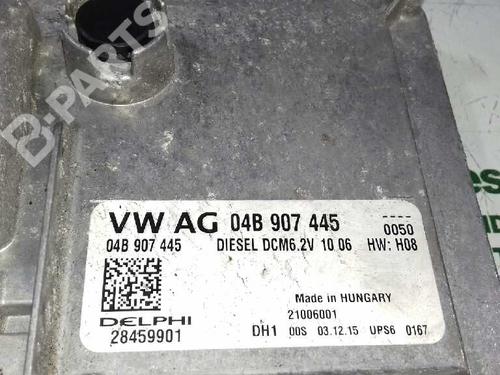 B-PARTS
VW AG 04B 907 445 0050
04B 907 445 DIESEL DCM6.2V 10 06 HW: H08
Made in HUNGARY
21006001
DELPHI
28459901
DH1 00S 03.12.15 UPS6 0167